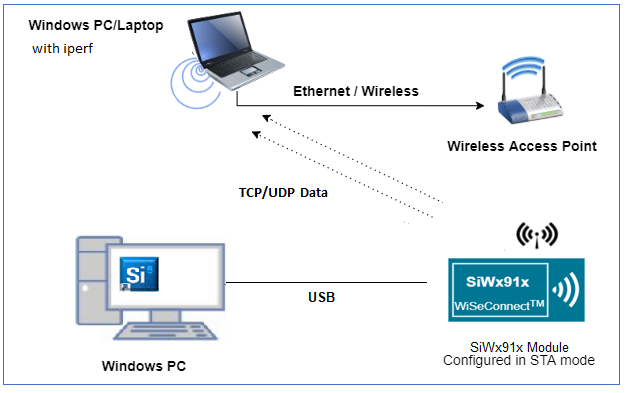 Windows PC/Laptop
with iperf
Ethernet / Wireless
Wireless Access Point
TCP/UDP Data
Si
USB
SiWx91x
WiSeConnect™
SiWx91x Module
Configured in STA mode
Windows PC